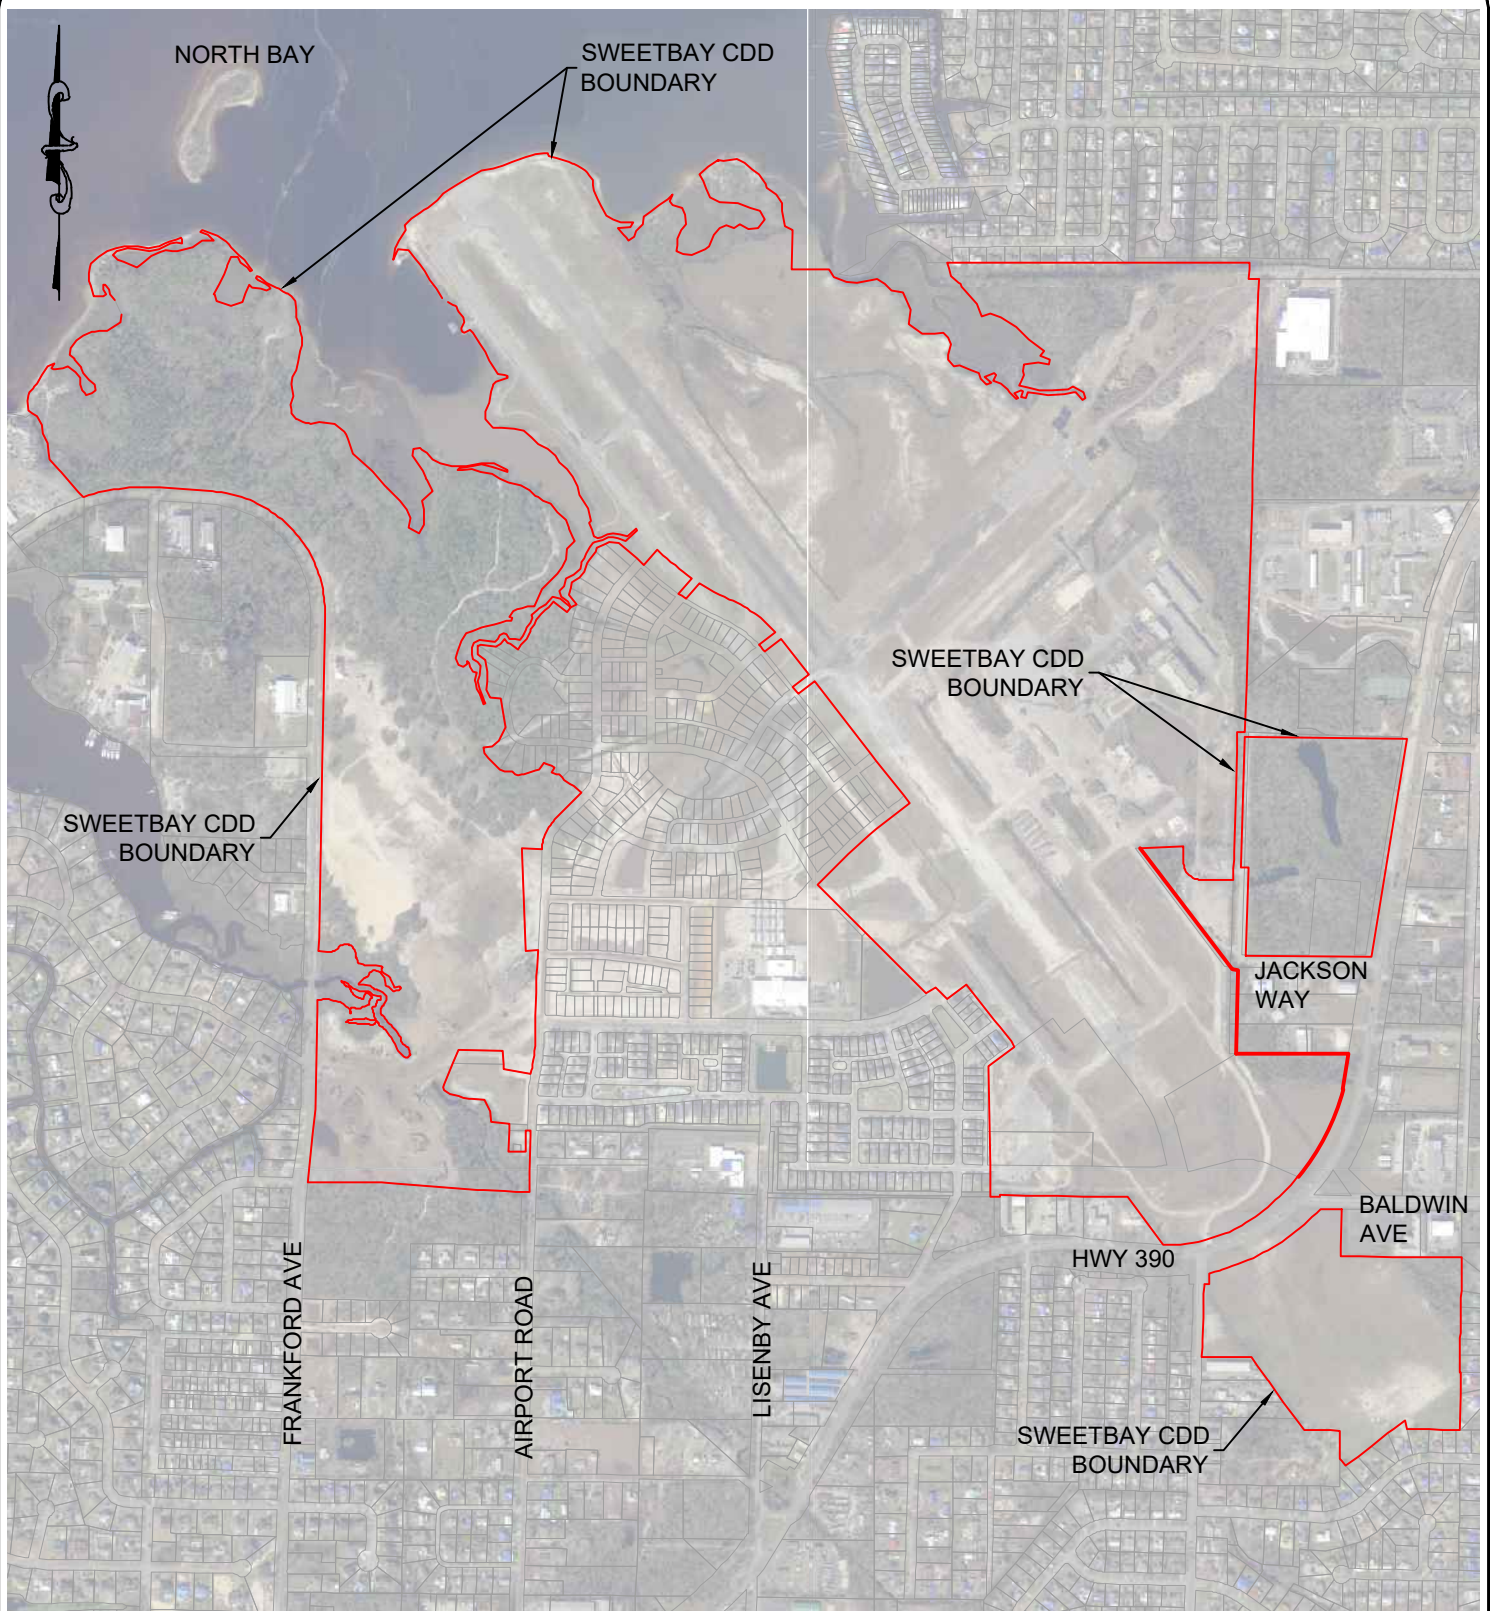 NORTH BAY
SWEETBAY CDD
BOUNDARY
SWEETBAY CDD
BOUNDARY
SWEETBAY CDD
BOUNDARY
JACKSON
WAY
BALDWIN
AVE
HWY 390
FRANKFORD AVE
AIRPORT ROAD
LISENBY AVE
SWEETBAY CDD
BOUNDARY